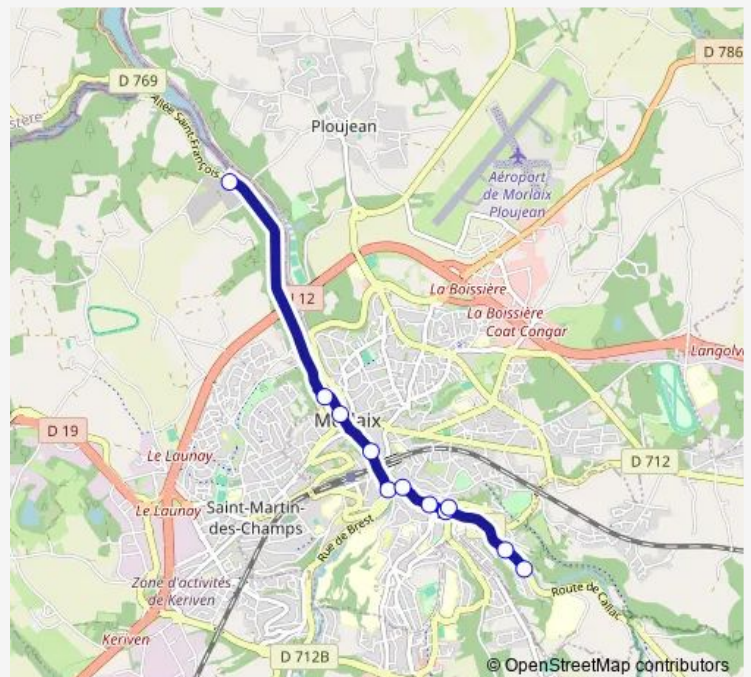 D 786
D 769
Allée Saint-François
Ploujean
Aéroport
de Morlaix
Ploujean
La Boissière
12
La Boissière
Coat Congar
D 19
Le Launay
D 712
Le Launay
Saint-Martin-
des-Champs
Rue de Brest
Zone d'activités
de Keriven
Route de Callac
Keriven
D 712B
© OpenStreetMap contributors